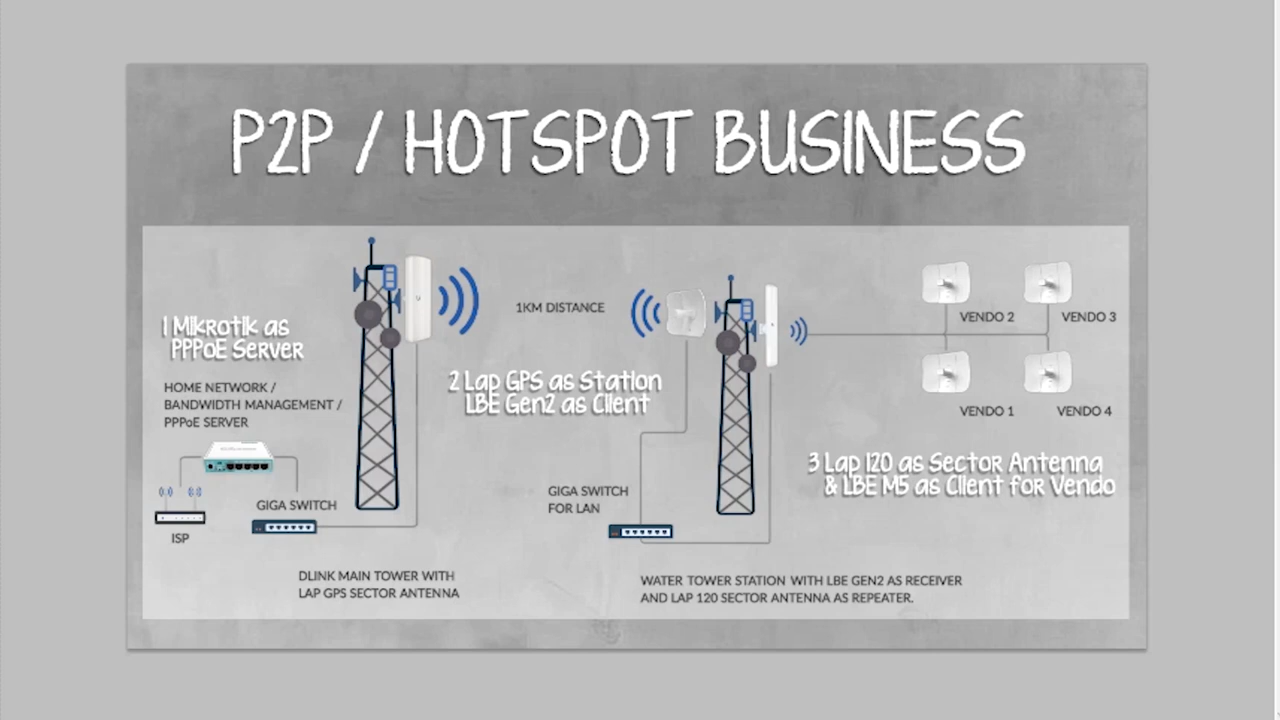 P2P / HOTSPOT BUSINESS
1 Mikrotik as
PPPoE Server
HOME NETWORK /
BANDWIDTH MANAGEMENT /
PPPoE SERVER
GIGA SWITCH
ISP
DLINK MAIN TOWER WITH
LAP GPS SECTOR ANTENNA
1KM DISTANCE
2 Lap GPS as Station
LBE Gen2 as Client
GIGA SWITCH
FOR LAN
WATER TOWER STATION WITH LBE GEN2 AS RECEIVER
AND LAP 120 SECTOR ANTENNA AS REPEATER.
VENDO 2
VENDO 3
VENDO 1
VENDO 4
3 Lap 120 as Sector Antenna
& LBE M5 as Client for Vendo